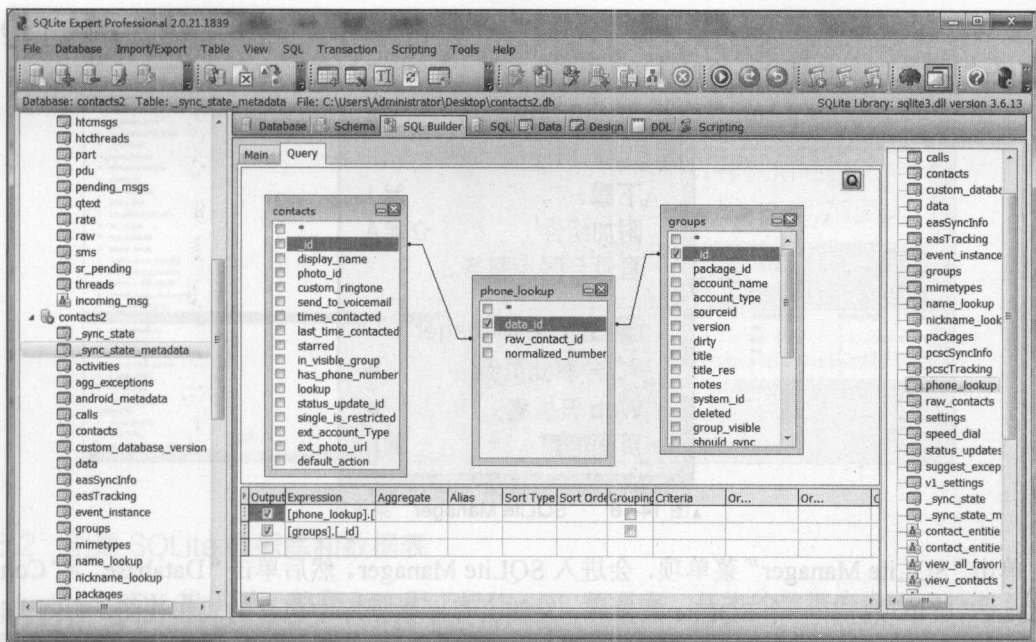 SQLite Expert Professional 2.0.21.1839
File Database Import/Export Table View SQL Transaction Scripting Tools Help
Database: contacts2 Table: _sync_state_metadata File: C:\Users\Administrator\Desktop\contacts2.db
SQLite Library: sqlite3.dll version 3.6.13
htcmsgs
htcthreads
part
pdu
pending_msgs
qtext
rate
raw
sms
sr_pending
threads
incoming_msg
contacts2
_sync_state
_sync_state_metadata
activities
agg_exceptions
android_metadata
calls
contacts
custom_database_version
data
easSyncInfo
easTracking
event_instance
groups
mimetypes
name_lookup
nickname_lookup
packages
Database Schema SQL Builder SQL Data Design DDL Scripting
Main Query
Q
contacts
*
_id
display_name
photo_id
custom_ringtone
send_to_voicemail
times_contacted
last_time_contacted
starred
in_visible_group
has_phone_number
lookup
status_update_id
single_is_restricted
ext_account_Type
ext_photo_url
default_action
phone_lookup
*
data_id
raw_contact_id
normalized_number
groups
*
_id
package_id
account_name
account_type
sourceid
version
dirty
title
title_res
notes
system_id
deleted
group_visible
should_sync
Output Expression Aggregate Alias Sort Type Sort Orde Grouping Criteria Or... Or...
[phone_lookup].[
[groups].[_id]
calls
contacts
custom_databa
data
easSyncInfo
easTracking
event_instance
groups
mimetypes
name_lookup
nickname_look
packages
pcscSyncInfo
pcscTracking
phone_lookup
raw_contacts
settings
speed_dial
status_updates
suggest_excep
v1_settings
_sync_state
_sync_state_m
contact_entitie
contact_entitie
view_all_favor
view_contacts